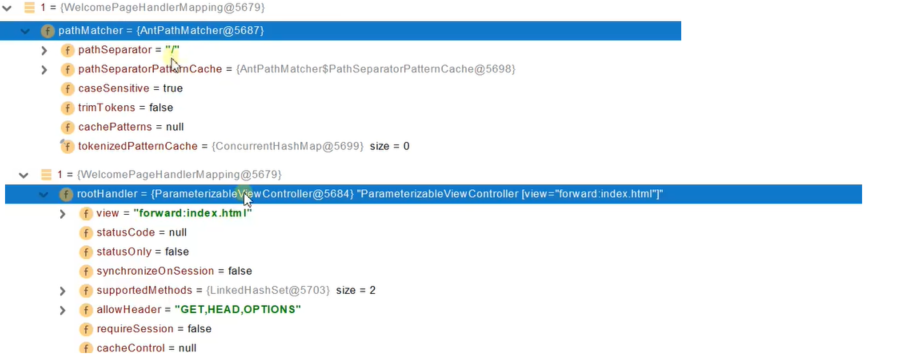 1 = {WelcomePageHandlerMapping@5679}
pathMatcher = {AntPathMatcher@5687}
pathSeparator = "/"
pathSeparatorPatternCache = {AntPathMatcher$PathSeparatorPatternCache@5698}
caseSensitive = true
trimTokens = false
cachePatterns = null
tokenizedPatternCache = {ConcurrentHashMap@5699} size = 0
1 = {WelcomePageHandlerMapping@5679}
rootHandler = {ParameterizableViewController@5684} "ParameterizableViewController [view="forward:index.html"]"
view = "forward:index.html"
statusCode = null
statusOnly = false
synchronizeOnSession = false
supportedMethods = {LinkedHashSet@5703} size = 2
allowHeader = "GET,HEAD,OPTIONS"
requireSession = false
cacheControl = null